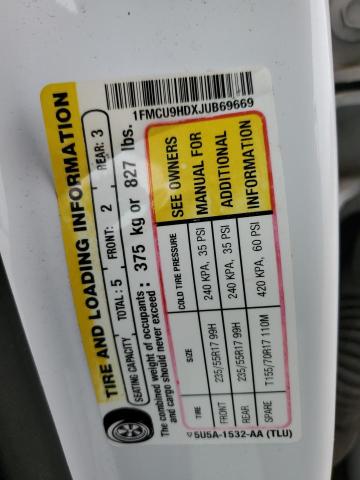 1FMCU9HDXJUB69669
TIRE AND LOADING INFORMATION
SEATING CAPACITY TOTAL: 5 FRONT: 2 REAR: 3
The combined weight of occupants
and cargo should never exceed : 375 kg or 827 lbs.
TIRE SIZE COLD TIRE PRESSURE SEE OWNERS
FRONT 235/55R17 99H 240 KPA, 35 PSI MANUAL FOR
REAR 235/55R17 99H 240 KPA, 35 PSI ADDITIONAL
SPARE T155/70R17 110M 420 KPA, 60 PSI INFORMATION
5U5A-1532-AA (TLU)